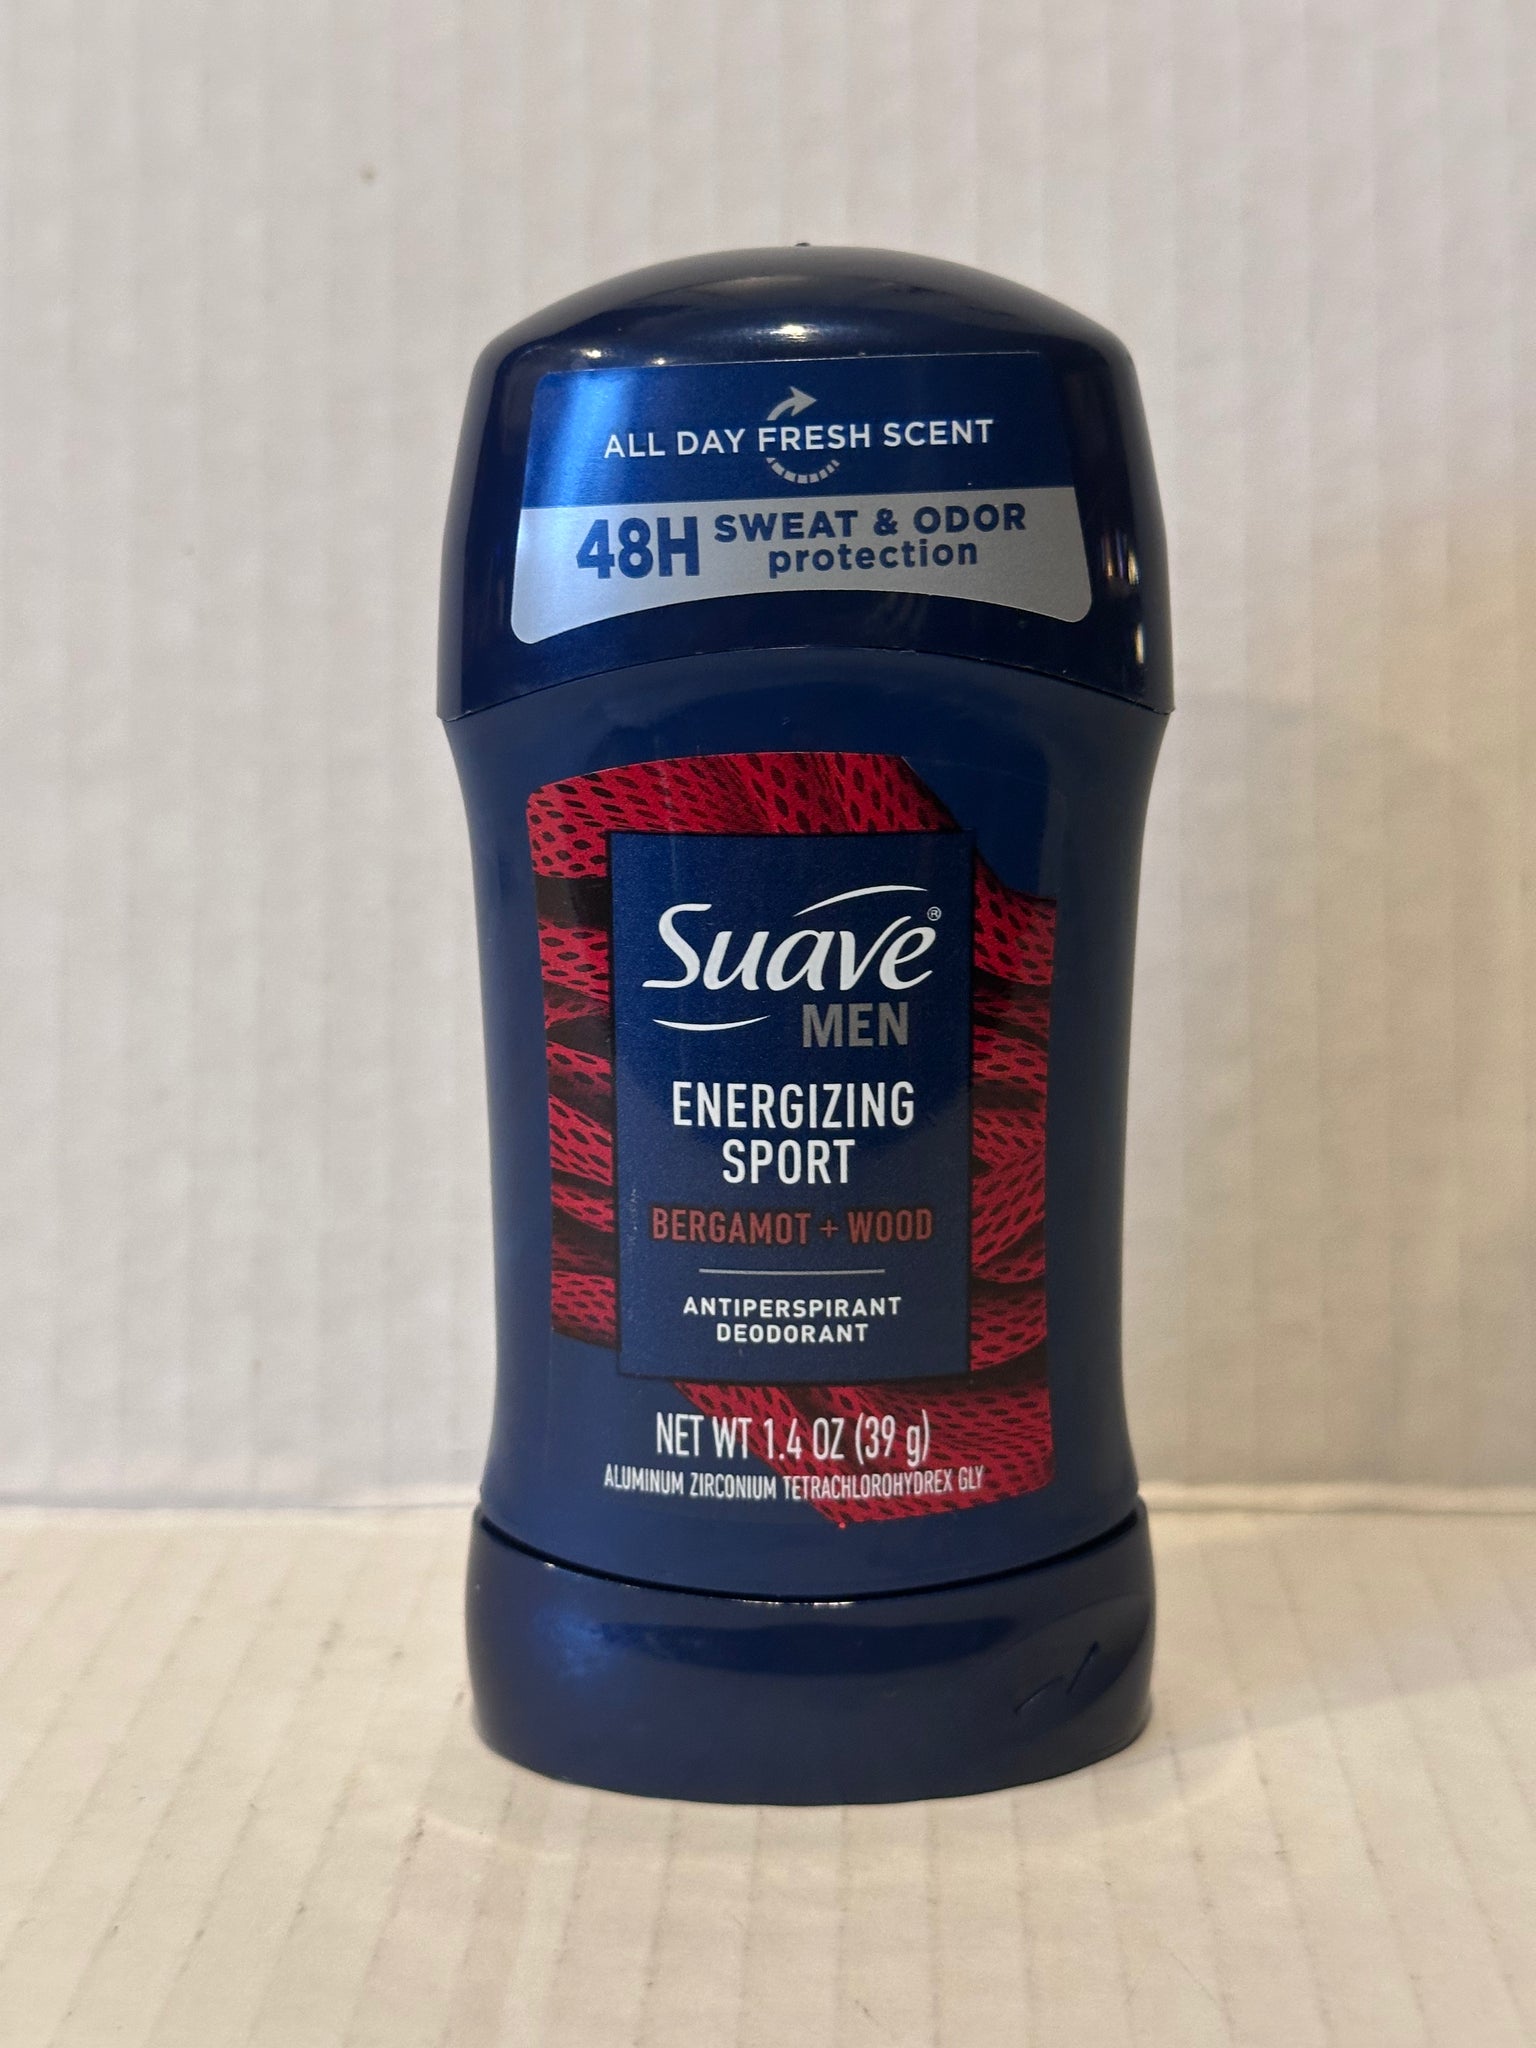 ALL DAY FRESH SCENT
48H SWEAT & ODOR
protection
Suave®
MEN
ENERGIZING
SPORT
BERGAMOT + WOOD
ANTIPERSPIRANT
DEODORANT
NET WT 1.4 OZ (39 g)
ALUMINUM ZIRCONIUM TETRACHLOROHYDREX GLY